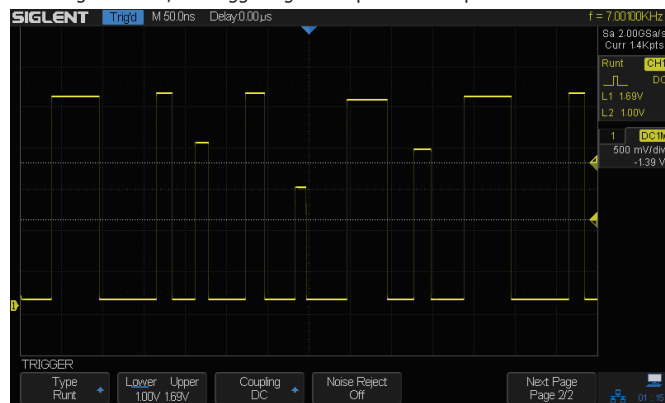 SIGLENT Trig'd M 50.0ns Delay:0.00µs f = 7.00100KHz
Sa 2.00GSa/s
Curr 1.4Kpts
Runt CH1
DC
L1 1.69V
L2 1.00V
1 DC1M
500 mV/div
-1.39 V
1
TRIGGER
Type
Runt
Lower Upper
1.00V 1.69V
Coupling
DC
Noise Reject
Off
Next Page
Page 2/2